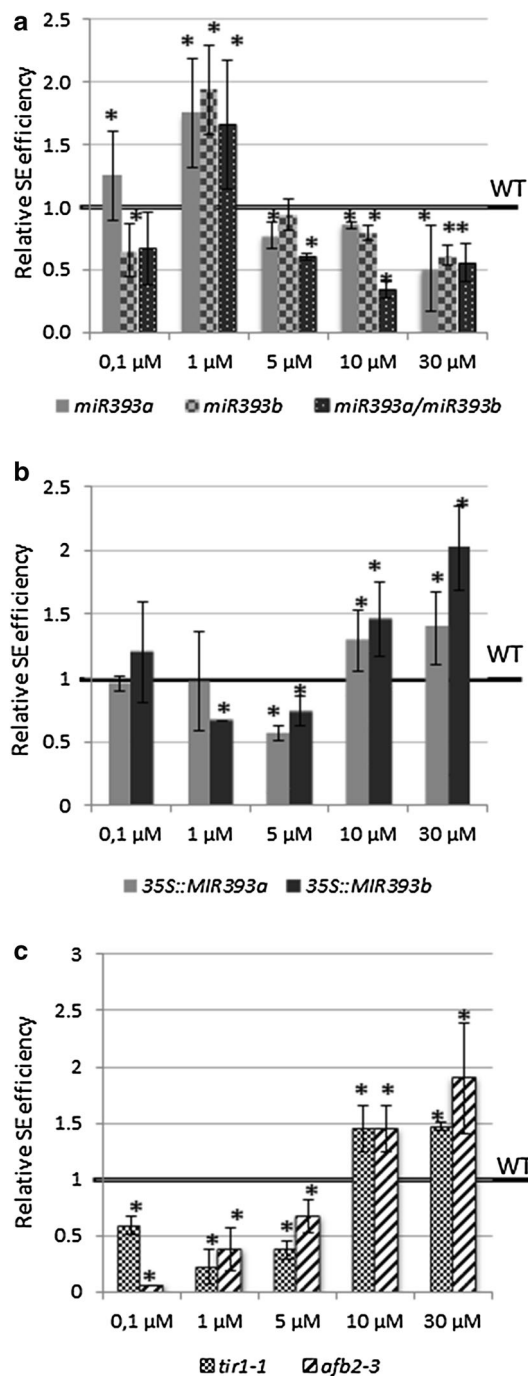 a
Relative SE efficiency
2.5
2.0
1.5
1.0
0.5
0.0
* * * * * * * * * * * **
WT
0,1 µM 1 µM 5 µM 10 µM 30 µM
miR393a miR393b miR393a/miR393b
b
Relative SE efficiency
2.5
2
1.5
1
0.5
0
* * * * * * *
WT
0,1 µM 1 µM 5 µM 10 µM 30 µM
35S::MIR393a 35S::MIR393b
c
Relative SE efficiency
3
2.5
2
1.5
1
0.5
0
* * * * * * * * * *
WT
0,1 µM 1 µM 5 µM 10 µM 30 µM
tir1-1 afb2-3